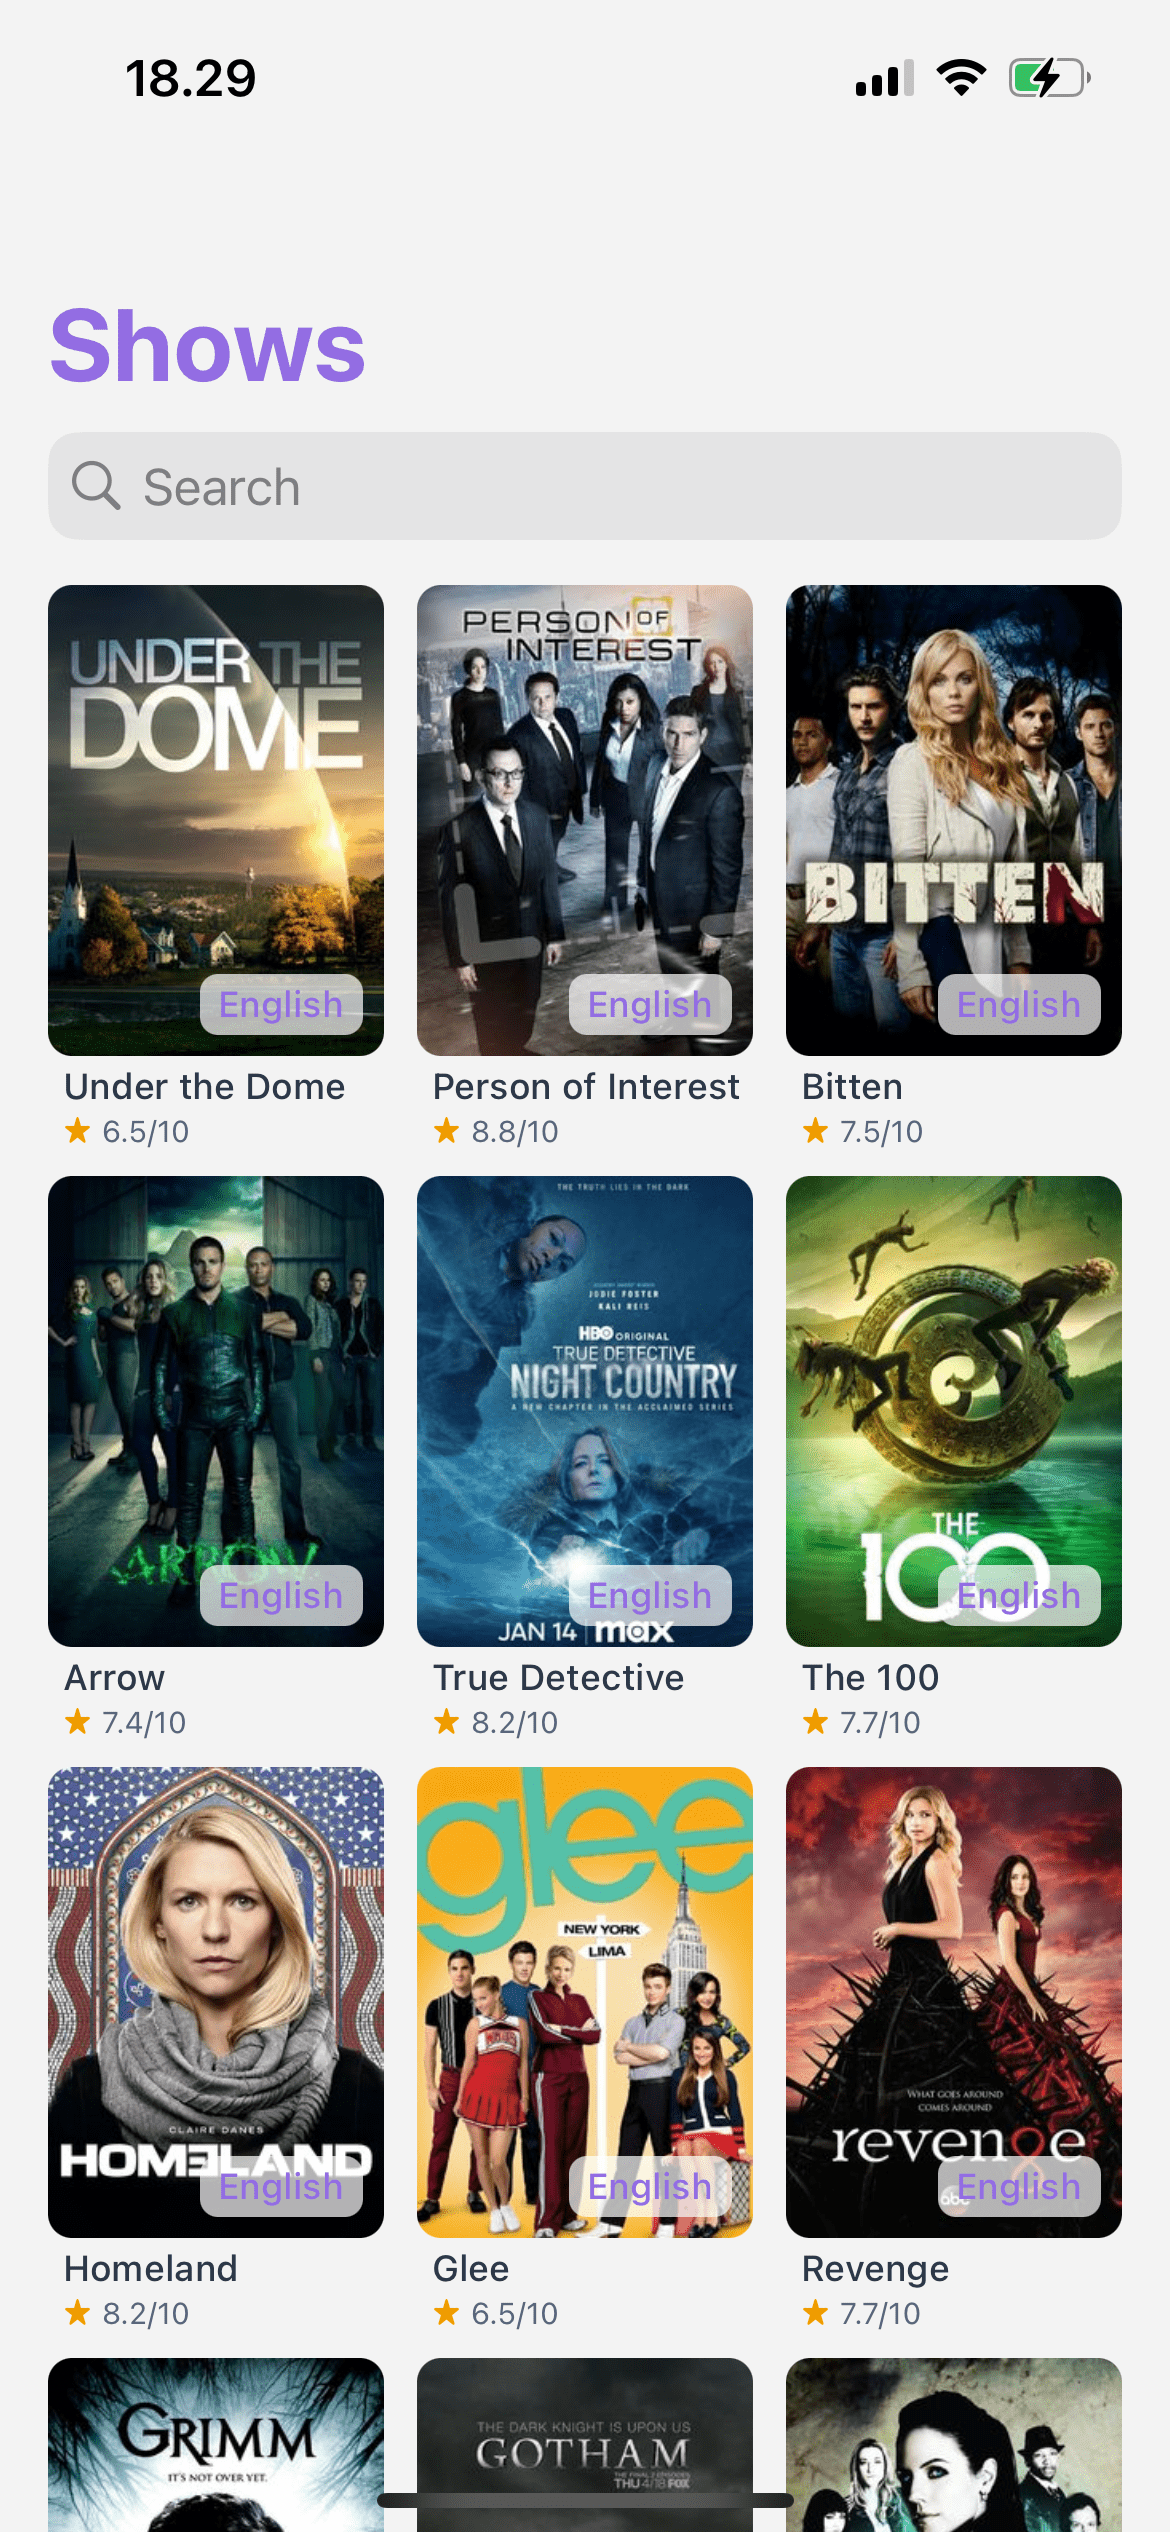 18.29
Shows
Search
UNDER THE
DOME
English
PERSON OF
INTEREST
English
BITTEN
English
Under the Dome
6.5/10
Person of Interest
8.8/10
Bitten
7.5/10
ARROW
English
THE TRUTH LIES IN THE DARK
JODIE FOSTER
KALI REIS
HBO ORIGINAL
TRUE DETECTIVE
NIGHT COUNTRY
A NEW CHAPTER IN THE ACCLAIMED SERIES
English
JAN 14 | max
THE
100
English
Arrow
7.4/10
True Detective
8.2/10
The 100
7.7/10
CLAIRE DANES
HOMELAND
English
glee
NEW YORK
LIMA
English
WHAT GOES AROUND
COMES AROUND
revenge
abc
English
Homeland
8.2/10
Glee
6.5/10
Revenge
7.7/10
GRIMM
IT'S NOT OVER YET.
THE DARK KNIGHT IS UPON US
GOTHAM
THE FINAL EPISODES
THU 4/18 FOX